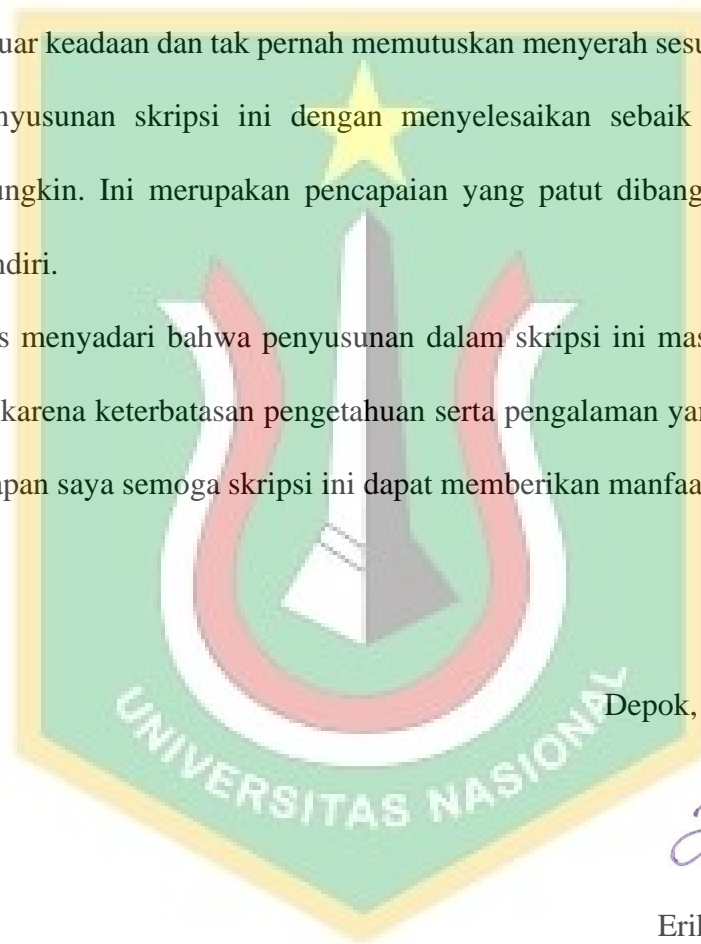 uar keadaan dan tak pernah memutuskan menyerah sesu
nyusunan skripsi ini dengan menyelesaikan sebaik
ungkin. Ini merupakan pencapaian yang patut dibang
ndiri.
s menyadari bahwa penyusunan dalam skripsi ini mas
karena keterbatasan pengetahuan serta pengalaman yan
apan saya semoga skripsi ini dapat memberikan manfaa
Depok,
UNIVERSITAS NASIONAL
Eril